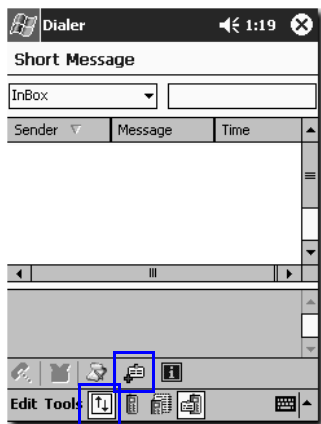 Dialer 1:19
Short Message
InBox
Sender Message Time
Edit Tools